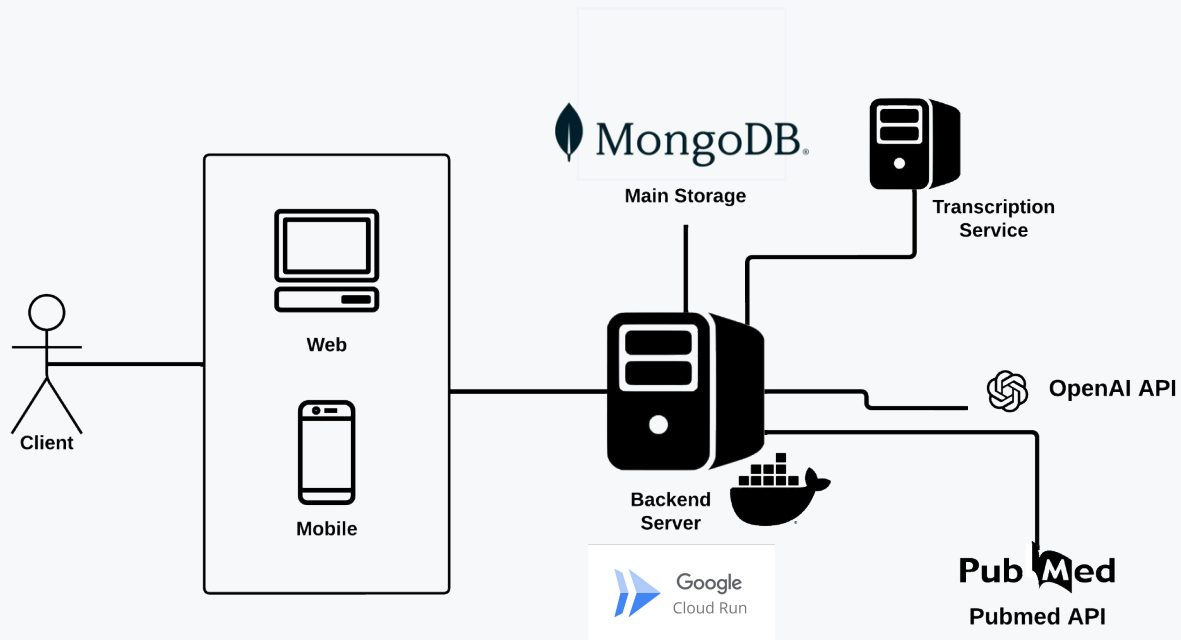 MongoDB®
Main Storage
Transcription
Service
Web
OpenAI API
Client
Backend
Server
Mobile
PubMed
Pubmed API
Google
Cloud Run